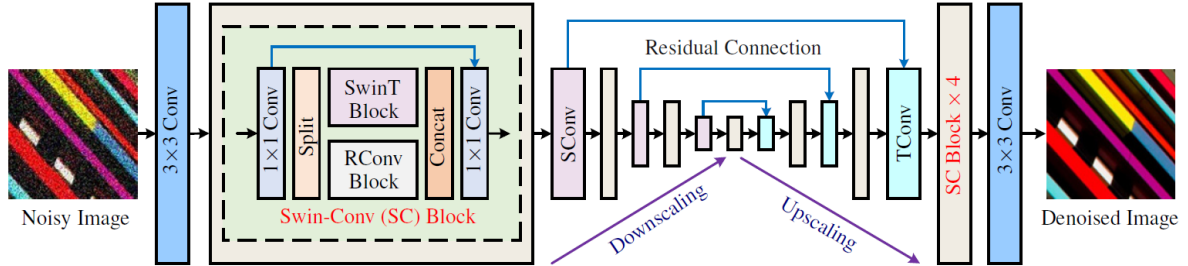 Noisy Image
3×3 Conv
1×1 Conv
Split
SwinT
Block
RConv
Block
Concat
1×1 Conv
Swin-Conv (SC) Block
SConv
Residual Connection
Downscaling
Upscaling
TConv
SC Block × 4
3×3 Conv
Denoised Image